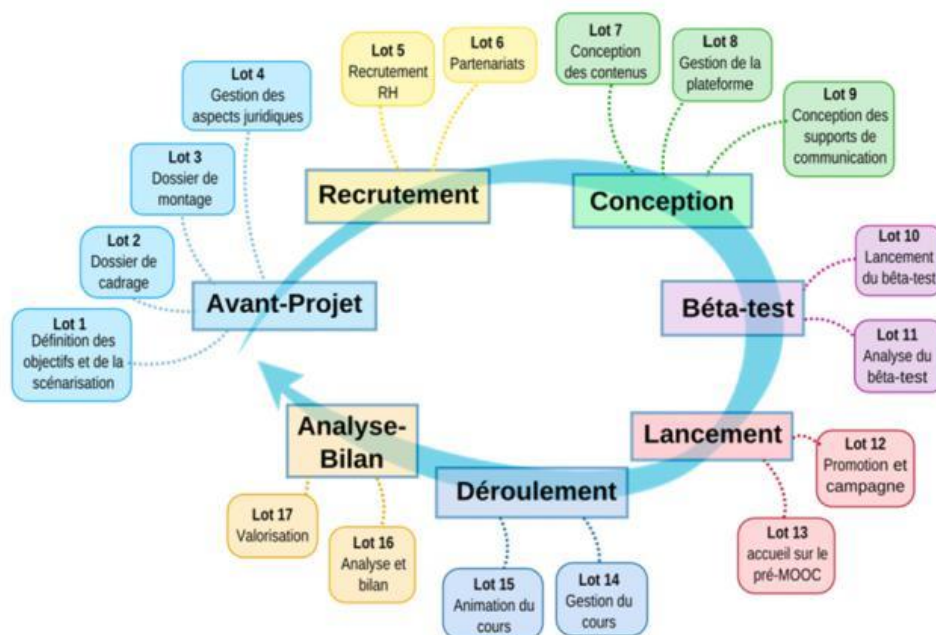 Lot 1
Définition des
objectifs et de la
scénarisation
Lot 2
Dossier de
cadrage
Lot 3
Dossier de
montage
Lot 4
Gestion des
aspects juridiques
Avant-Projet
Lot 5
Recrutement
RH
Lot 6
Partenariats
Recrutement
Lot 7
Conception
des contenus
Lot 8
Gestion de la
plateforme
Lot 9
Conception des
supports de
communication
Conception
Lot 10
Lancement
du bêta-test
Lot 11
Analyse du
bêta-test
Béta-test
Lancement
Lot 12
Promotion et
campagne
Lot 13
accueil sur le
pré-MOOC
Déroulement
Lot 14
Gestion du
cours
Lot 15
Animation du
cours
Analyse-
Bilan
Lot 16
Analyse et
bilan
Lot 17
Valorisation